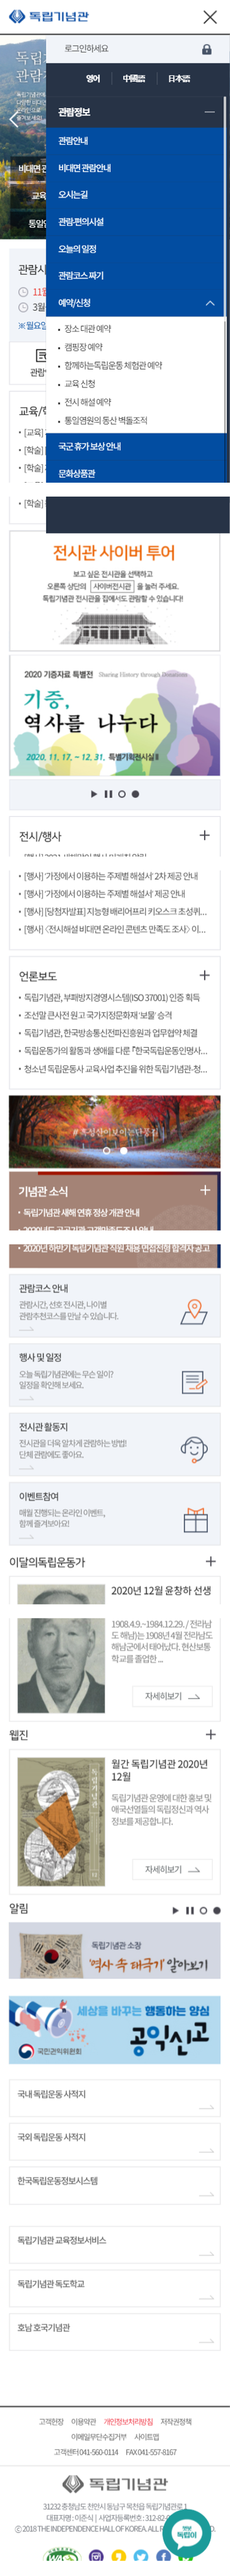 독립기념관
로그인하세요
영어 中國語 日本語
관람정보
관람안내
비대면 관람안내
오시는길
관람·편의시설
오늘의 일정
관람코스 짜기
예약/신청
장소 대관 예약
캠핑장 예약
함께하는독립운동 체험관 예약
교육 신청
전시 해설 예약
통일염원의 동산 벽돌조적
국군 휴가 보상 안내
문화상품관
전시관 사이버 투어
보고 싶은 전시관을 선택하고
오른쪽 상단의 사이버전시관 을 눌러 주세요.
독립기념관 전시관을 집에서도 관람할 수 있습니다!
2020 기증자료 특별전 Sharing History through Donations
기증,
역사를 나누다
2020. 11. 17. - 12. 31. 특별기획전시실Ⅱ
전시/행사
[행사] '가정에서 이용하는 주제별 해설서' 2차 제공 안내
[행사] '가정에서 이용하는 주제별 해설서' 제공 안내
[행사] [당첨자발표] 지능형 배리어프리 키오스크 초성퀴...
[행사] 〈전시해설 비대면 온라인 콘텐츠 만족도 조사〉 이...
언론보도
독립기념관, 부패방지경영시스템(ISO 37001) 인증 획득
조선말 큰사전 원고 국가지정문화재 '보물' 승격
독립기념관, 한국방송통신전파진흥원과 업무협약 체결
독립운동가의 활동과 생애를 다룬 『한국독립운동인명사...
청소년 독립운동사 교육사업 추진을 위한 독립기념관-청...
기념관 소식
독립기념관 새해 연휴 정상 개관 안내
2020년 하반기 독립기념관 직원 채용 면접전형 합격자 공고
관람코스 안내
관람시간, 선호 전시관, 나이별
관람추천코스를 만날 수 있습니다.
행사 및 일정
오늘 독립기념관에는 무슨 일이?
일정을 확인해 보세요.
전시관 활동지
전시관을 더욱 알차게 관람하는 방법!
단체 관람에도 좋아요.
이벤트참여
매월 진행되는 온라인 이벤트,
함께 즐겨보아요!
이달의독립운동가
2020년 12월 윤창하 선생
1908.4.9.~1984.12.29. / 전라남
도 해남)는 1908년 4월 전라남도
해남군에서 태어났다. 현산보통
학교를 졸업한 ...
자세히보기
웹진
월간 독립기념관 2020년
12월
독립기념관 운영에 대한 홍보 및
애국선열들의 독립정신과 역사
정보를 제공합니다.
자세히보기
알림
독립기념관 소장
'역사 속 태극기' 알아보기
세상을 바꾸는 행동하는 양심
공익신고
국민권익위원회
국내 독립운동 사적지
국외 독립운동 사적지
한국독립운동정보시스템
독립기념관 교육정보서비스
독립기념관 독도학교
호남 호국기념관
고객헌장 이용약관 개인정보처리방침 저작권정책
이메일무단수집거부 사이트맵
고객센터 041-560-0114 FAX 041-557-8167
독립기념관
31232 충청남도 천안시 동남구 목천읍 독립기념관로 1
대표자명 : 이준식 | 사업자등록번호 : 312-82-
ⓒ 2018 THE INDEPENDENCE HALL OF KOREA. ALL